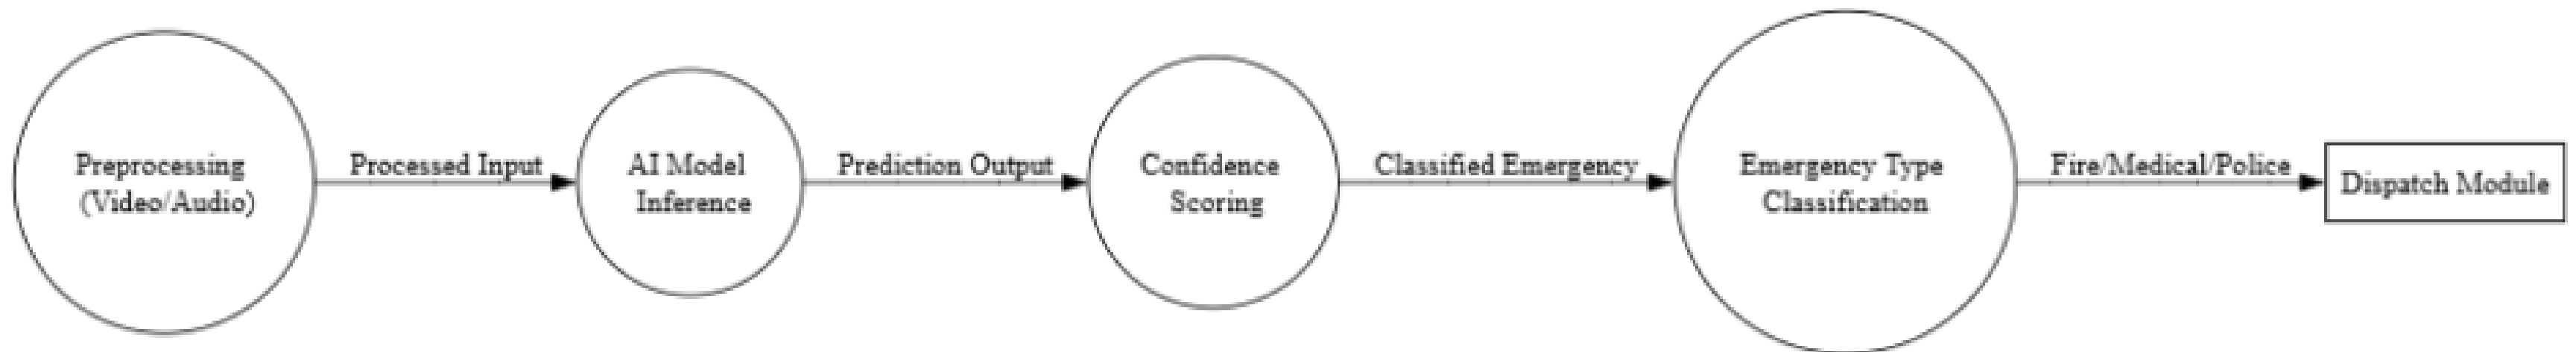 Preprocessing
(Video/Audio)
Processed Input
AI Model
Inference
Prediction Output
Confidence
Scoring
Classified Emergency
Emergency Type
Classification
Fire/Medical/Police
Dispatch Module